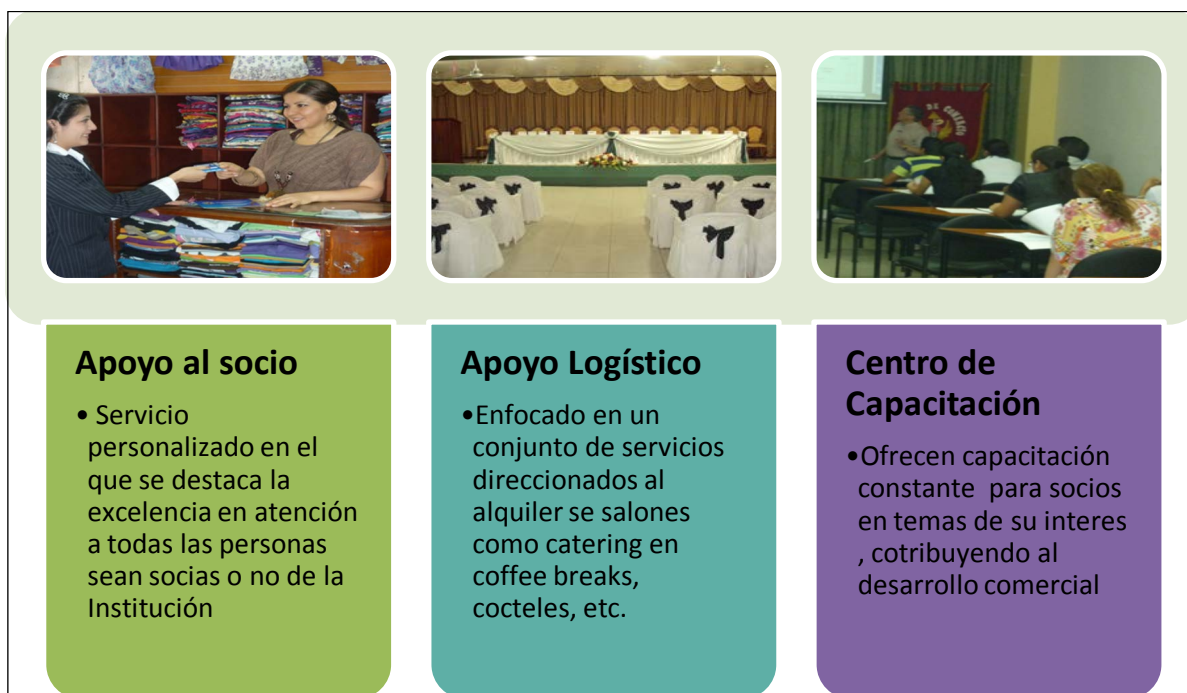 Apoyo al socio
• Servicio
personalizado en el
que se destaca la
excelencia en atención
a todas las personas
sean socias o no de la
Institución
Apoyo Logístico
•Enfocado en un
conjunto de servicios
direccionados al
alquiler se salones
como catering en
coffee breaks,
cocteles, etc.
Centro de
Capacitación
•Ofrecen capacitación
constante para socios
en temas de su interes
, cotribuyendo al
desarrollo comercial